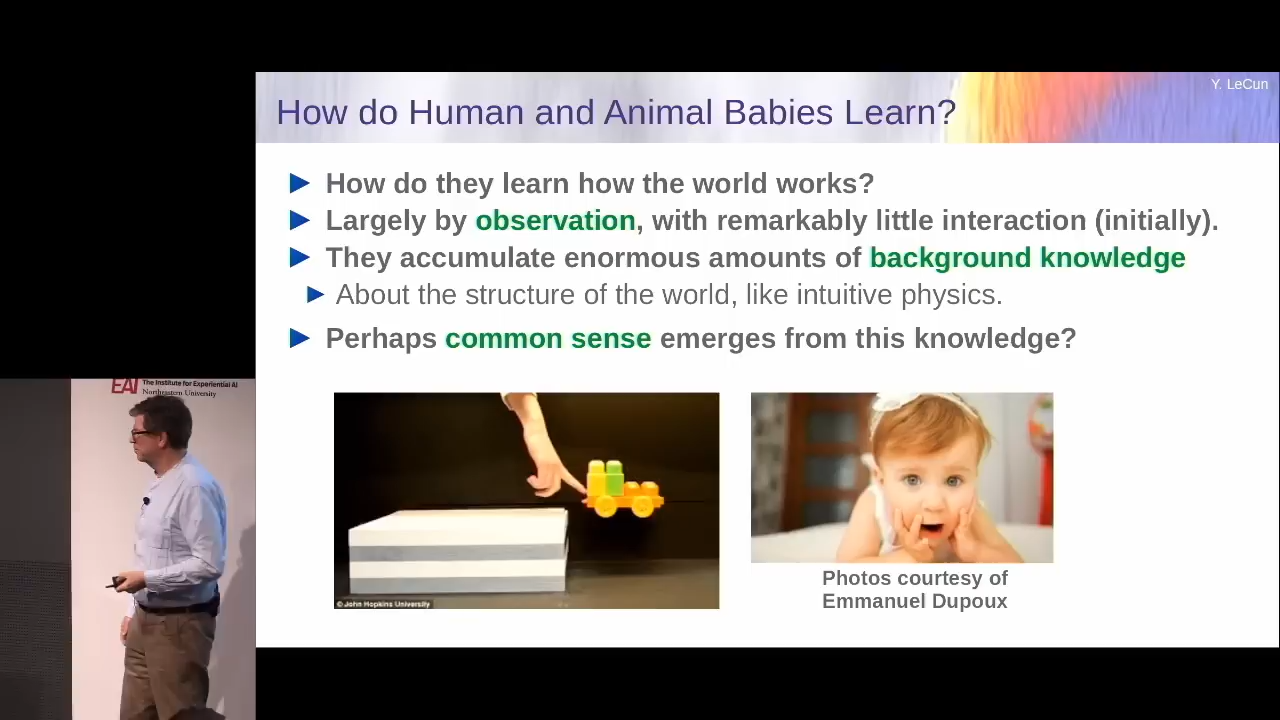 Y. LeCun
How do Human and Animal Babies Learn?
How do they learn how the world works?
Largely by observation, with remarkably little interaction (initially).
They accumulate enormous amounts of background knowledge
About the structure of the world, like intuitive physics.
Perhaps common sense emerges from this knowledge?
© John Hopkins University
Photos courtesy of
Emmanuel Dupoux
EAI The Institute for Experiential AI
Northeastern University